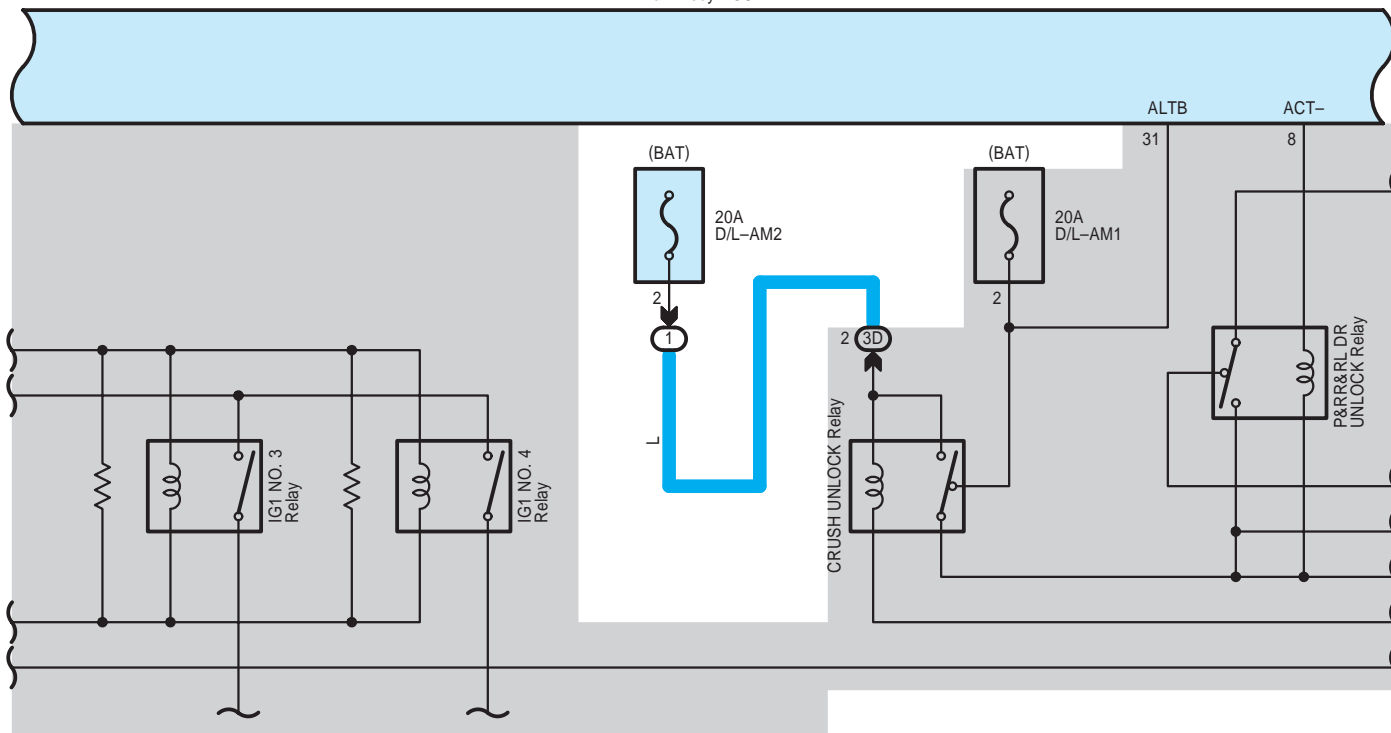 ALTB
ACT–
31
8
(BAT)
20A
D/L–AM2
2
1
(BAT)
20A
D/L–AM1
2
2
3D
L
P&RR&RL DR
UNLOCK Relay
CRUSH UNLOCK Relay
IG1 NO. 3
Relay
IG1 NO. 4
Relay